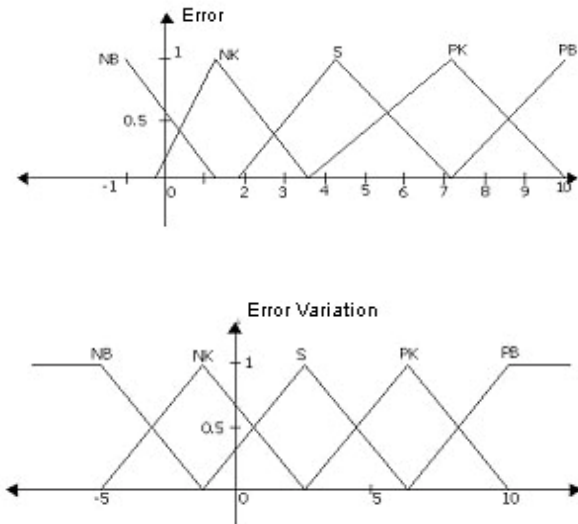 Error
NB 1 NK S PK PB
0.5
-1 0 2 3 4 5 6 7 8 9 10
Error Variation
NB NK 1 S PK PB
0.5
-5 0 5 10